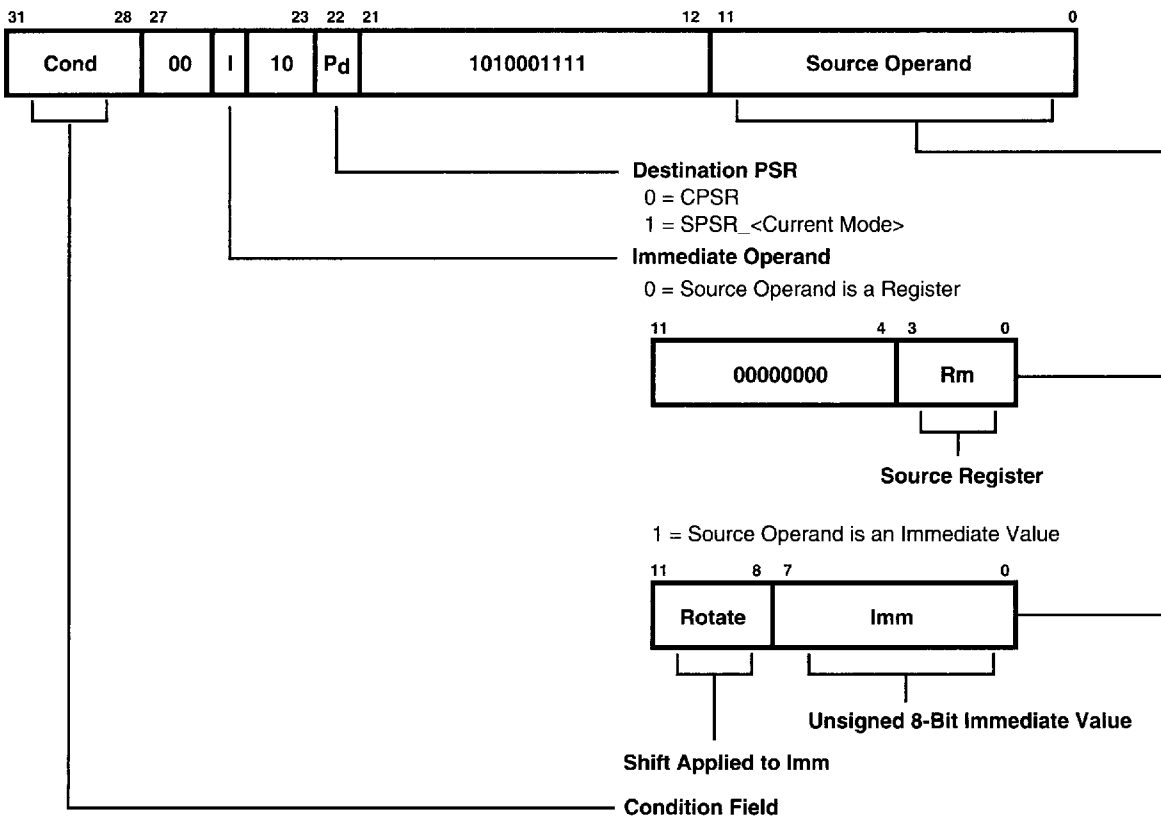 31 28 27 23 22 21 12 11 0
Cond 00 I 10 Pd 1010001111 Source Operand
Destination PSR
0 = CPSR
1 = SPSR_<Current Mode>
Immediate Operand
0 = Source Operand is a Register
11 4 3 0
00000000 Rm
Source Register
1 = Source Operand is an Immediate Value
11 8 7 0
Rotate Imm
Unsigned 8-Bit Immediate Value
Shift Applied to Imm
Condition Field